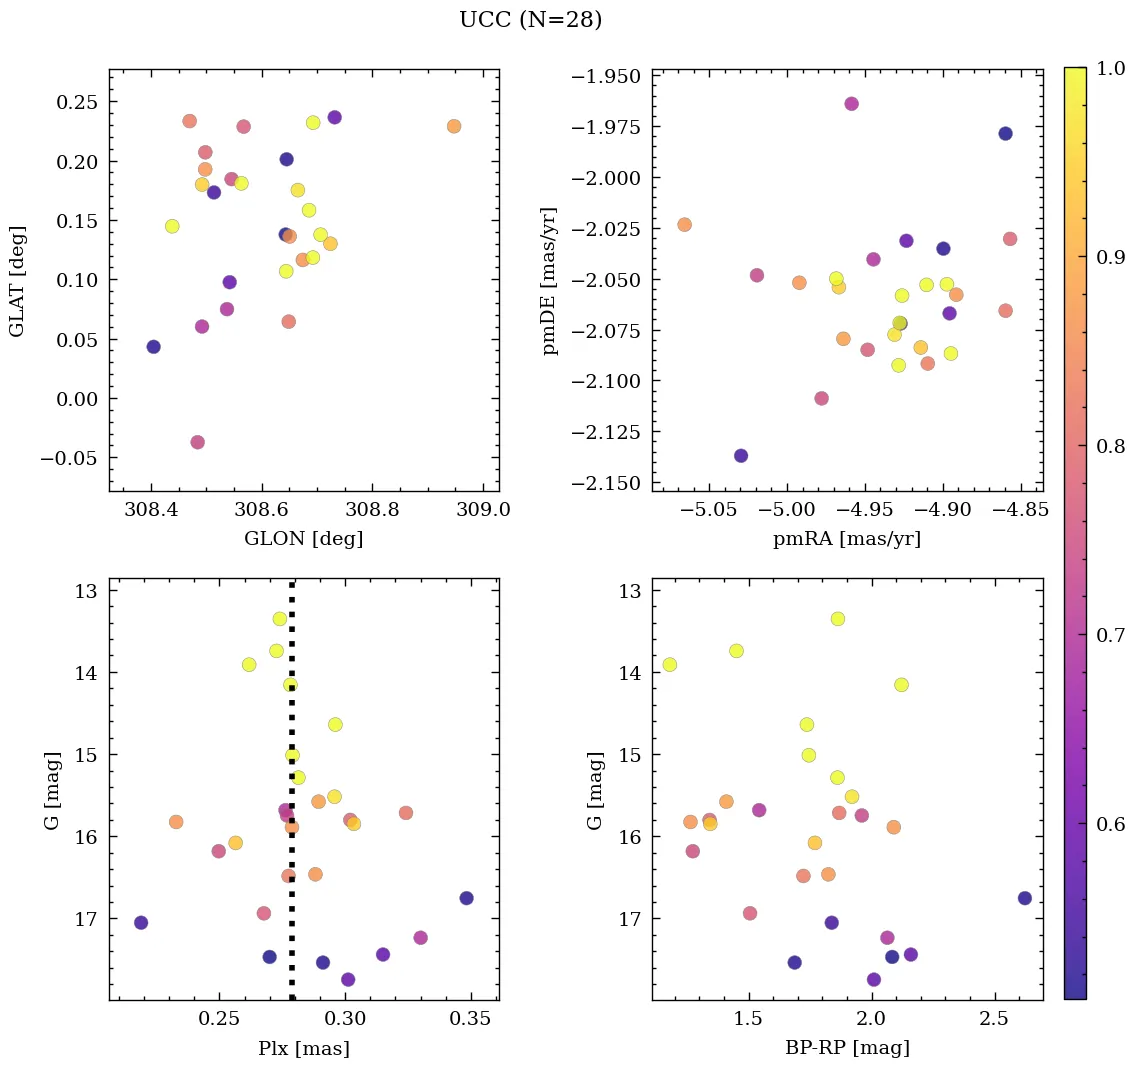 UCC (N=28)
0.25
0.20
0.15
0.10
0.05
0.00
−0.05
GLAT [deg]
308.4 308.6 308.8 309.0
GLON [deg]
−1.950
−1.975
−2.000
−2.025
−2.050
−2.075
−2.100
−2.125
−2.150
pmDE [mas/yr]
−5.05 −5.00 −4.95 −4.90 −4.85
pmRA [mas/yr]
1.0
0.9
0.8
0.7
0.6
13
14
15
16
17
G [mag]
0.25 0.30 0.35
Plx [mas]
13
14
15
16
17
G [mag]
1.5 2.0 2.5
BP-RP [mag]